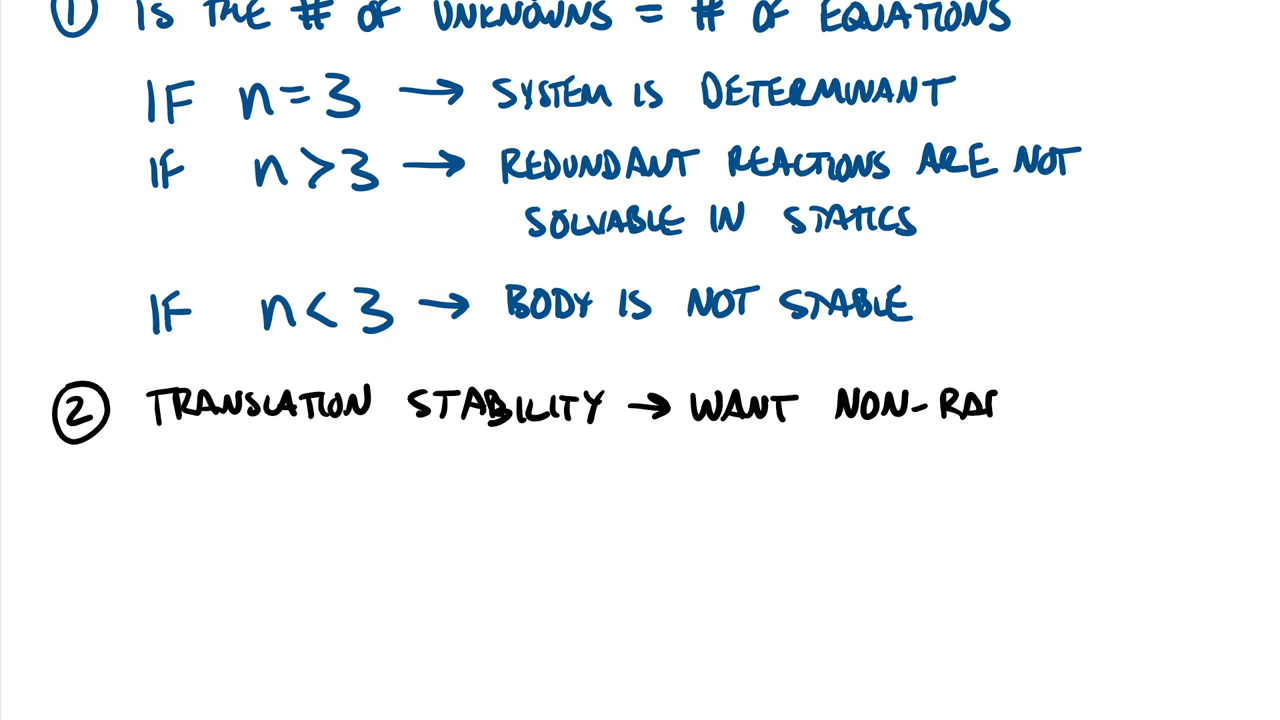 ① IS THE # OF UNKNOWNS = # OF EQUATIONS
IF n = 3 → SYSTEM IS DETERMINANT
IF n > 3 → REDUNDANT REACTIONS ARE NOT
SOLVABLE IN STATICS
IF n < 3 → BODY IS NOT STABLE
② TRANSLATION STABILITY → WANT